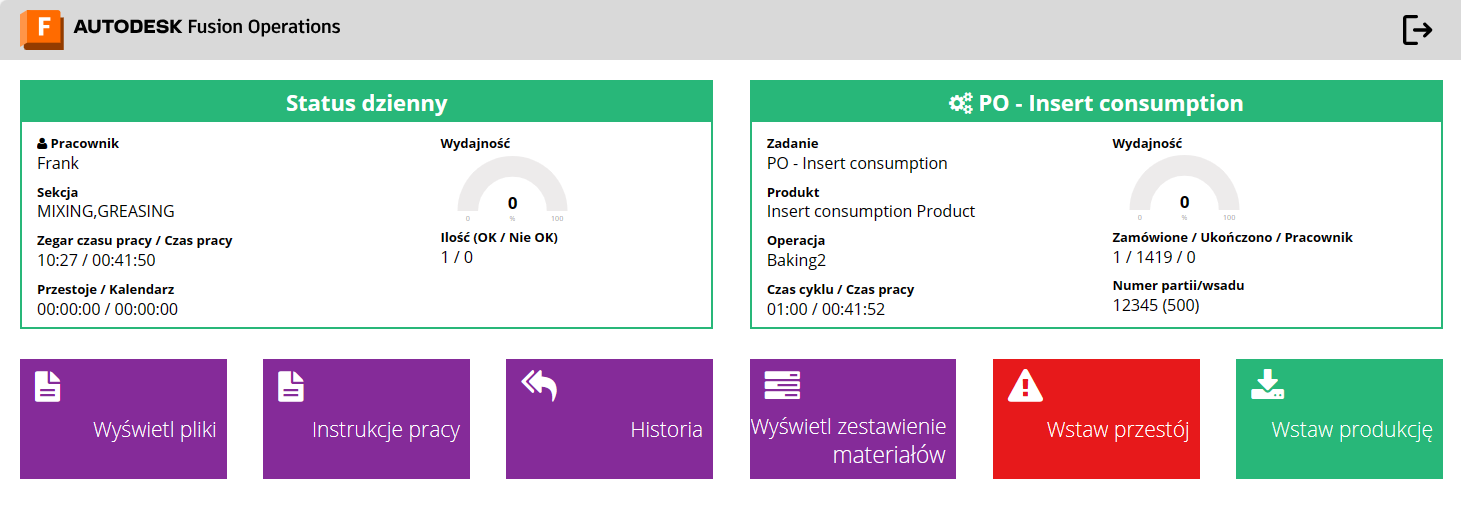 F AUTODESK Fusion Operations
Status dzienny
Pracownik
Frank
Sekcja
MIXING,GREASING
Zegar czasu pracy / Czas pracy
10:27 / 00:41:50
Przestoje / Kalendarz
00:00:00 / 00:00:00
Wydajność
0
0 % 100
Ilość (OK / Nie OK)
1 / 0
PO - Insert consumption
Zadanie
PO - Insert consumption
Produkt
Insert consumption Product
Operacja
Baking2
Czas cyklu / Czas pracy
01:00 / 00:41:52
Wydajność
0
0 % 100
Zamówione / Ukończono / Pracownik
1 / 1419 / 0
Numer partii/wsadu
12345 (500)
Wyświetl pliki
Instrukcje pracy
Historia
Wyświetl zestawienie
materiałów
Wstaw przestój
Wstaw produkcję